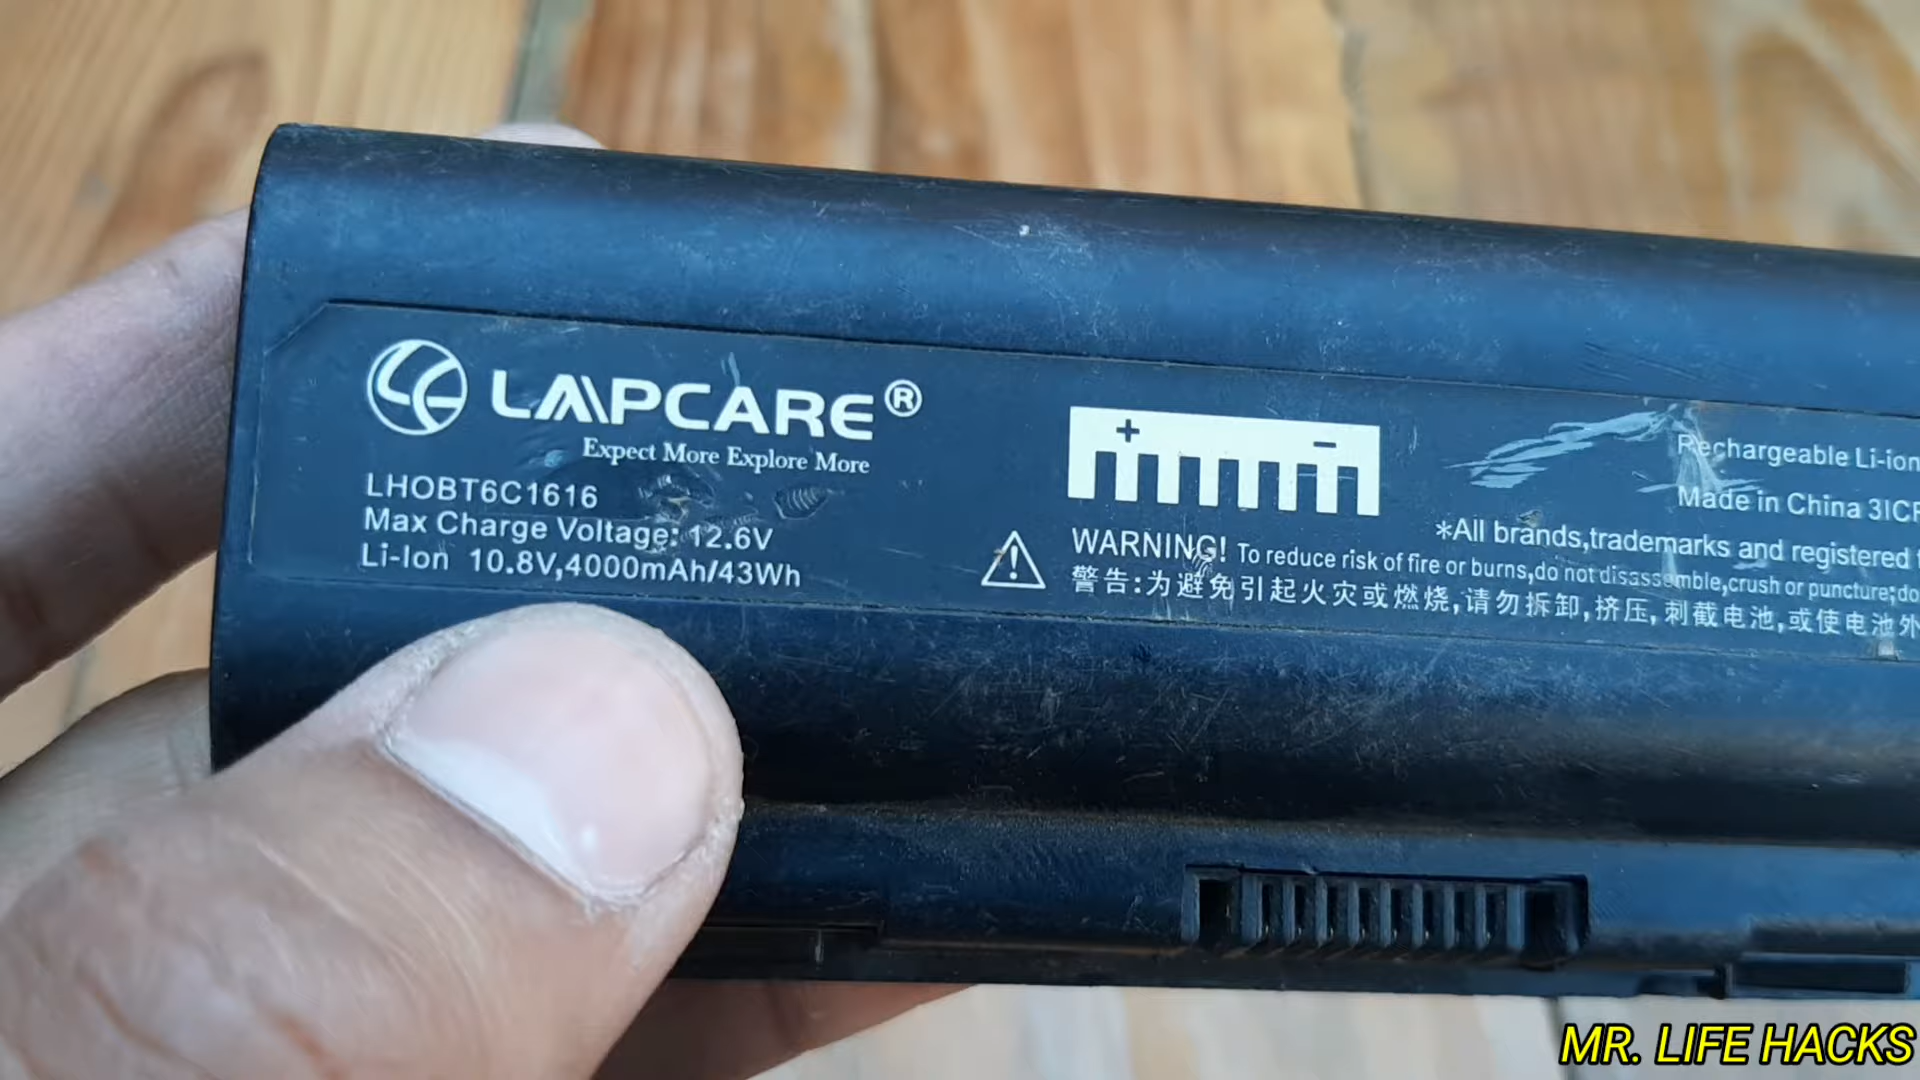 LAPCARE®
Expect More Explore More
LHOBT6C1616
Max Charge Voltage: 12.6V
Li-Ion 10.8V,4000mAh/43Wh
+ −
Rechargeable Li-ion
Made in China 3ICR
*All brands,trademarks and registered
WARNING! To reduce risk of fire or burns,do not disassemble,crush or puncture;do
警告:为避免引起火灾或燃烧,请勿拆卸,挤压,刺截电池,或使电池外
MR. LIFE HACKS